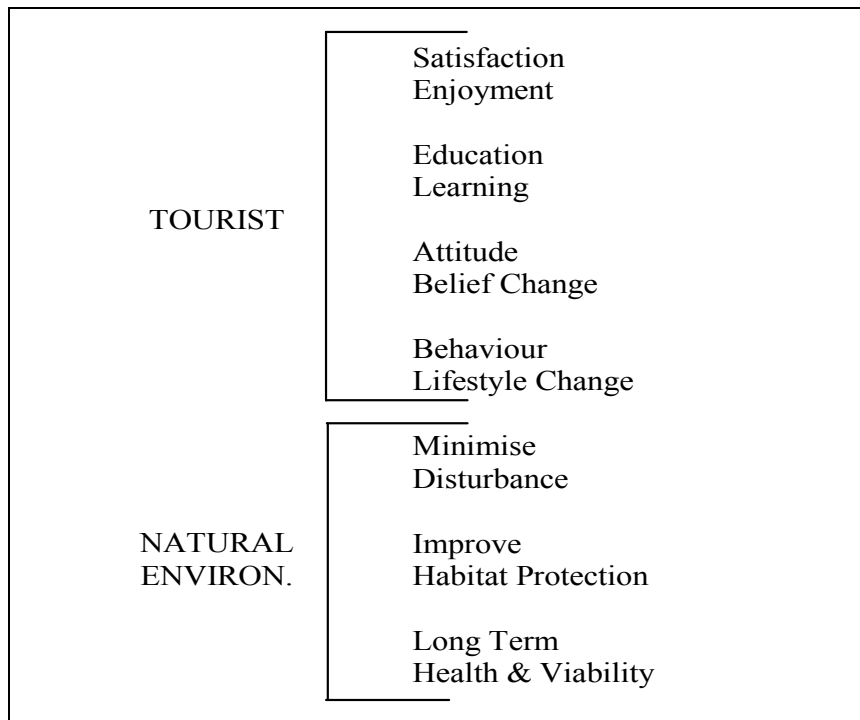 TOURIST
Satisfaction
Enjoyment
Education
Learning
Attitude
Belief Change
Behaviour
Lifestyle Change
NATURAL
ENVIRON.
Minimise
Disturbance
Improve
Habitat Protection
Long Term
Health & Viability